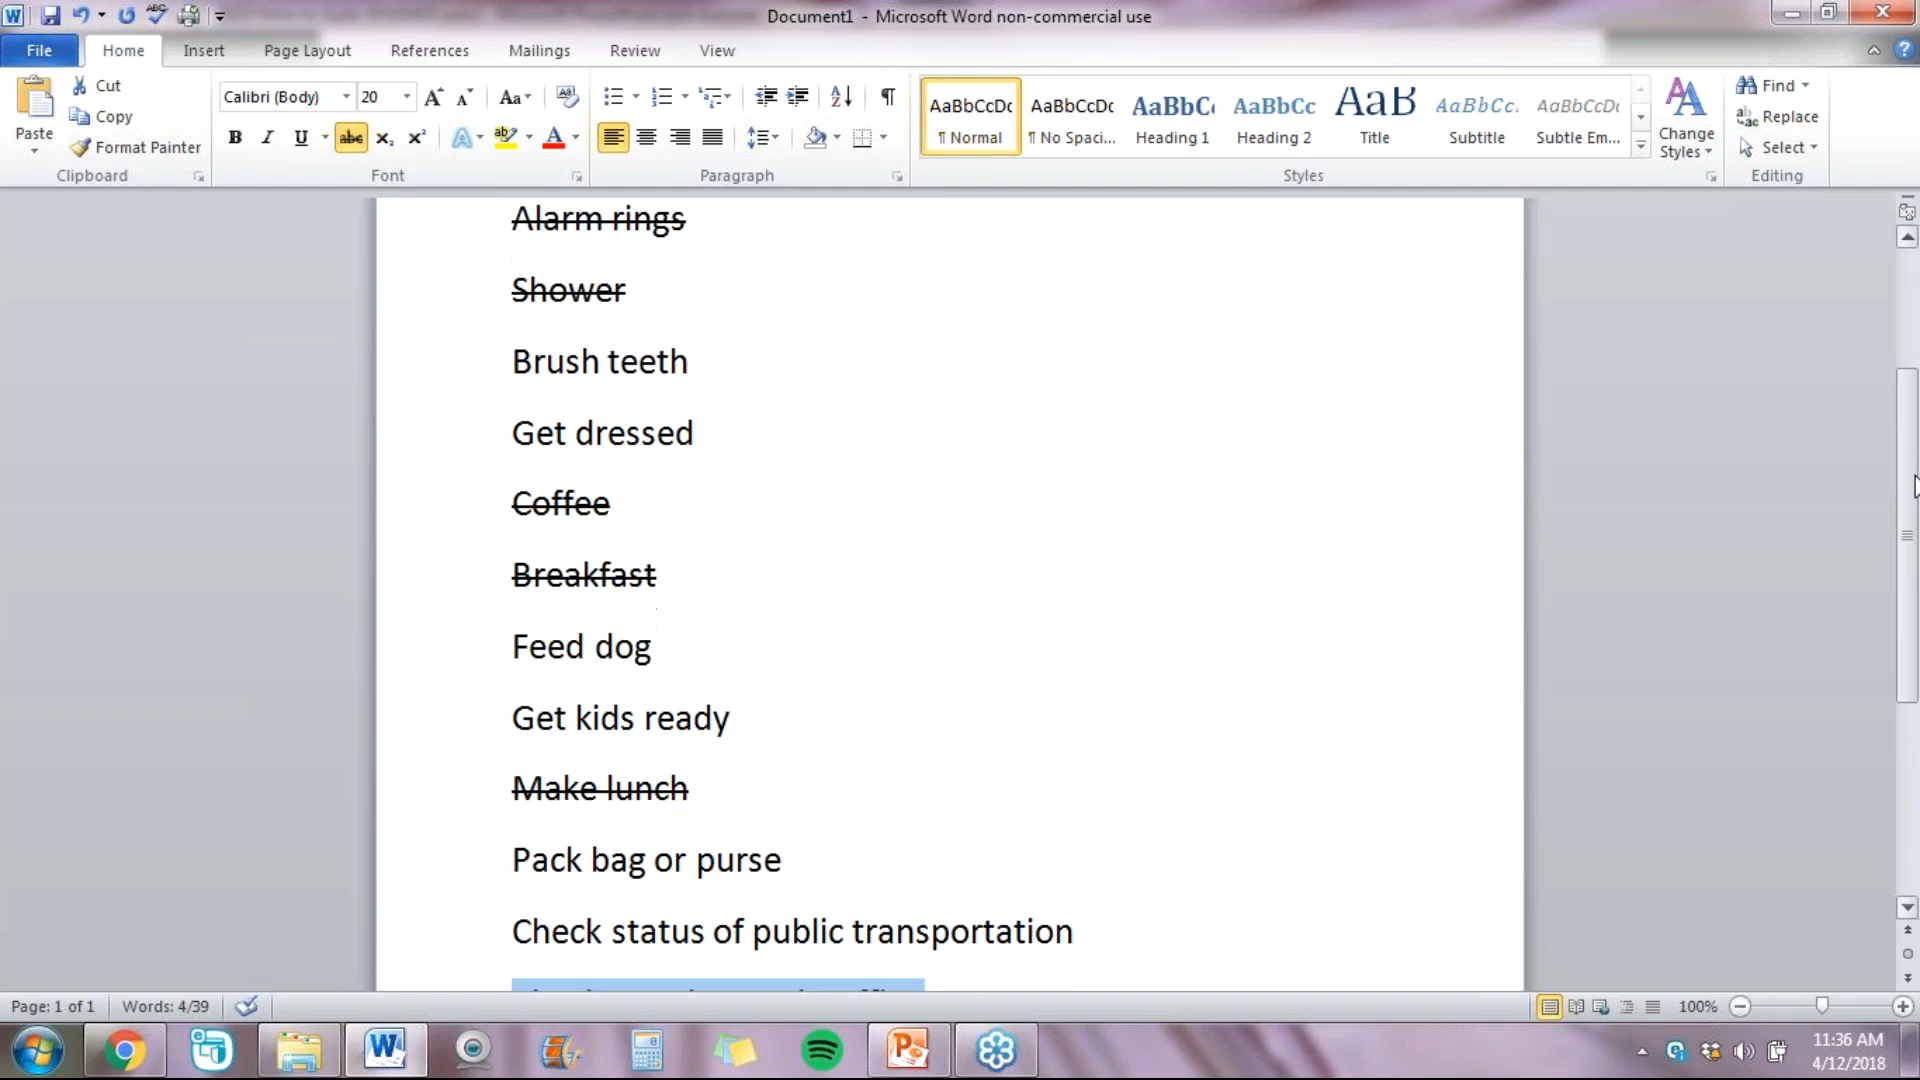 Document1 - Microsoft Word non-commercial use
File Home Insert Page Layout References Mailings Review View
Paste
Cut
Copy
Format Painter
Clipboard
Calibri (Body) 20
Font
Paragraph
AaBbCcDc AaBbCcDc AaBbC AaBbCc AaB AaBbCc. AaBbCcDc
¶ Normal ¶ No Spaci... Heading 1 Heading 2 Title Subtitle Subtle Em...
Styles
Change Styles
Find
Replace
Select
Editing
Alarm rings
Shower
Brush teeth
Get dressed
Coffee
Breakfast
Feed dog
Get kids ready
Make lunch
Pack bag or purse
Check status of public transportation
Page: 1 of 1 Words: 4/39 100%
11:36 AM
4/12/2018